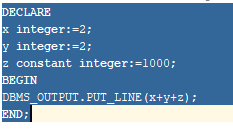 DECLARE
x integer:=2;
y integer:=2;
z constant integer:=1000;
BEGIN
DBMS_OUTPUT.PUT_LINE(x+y+z);
END;